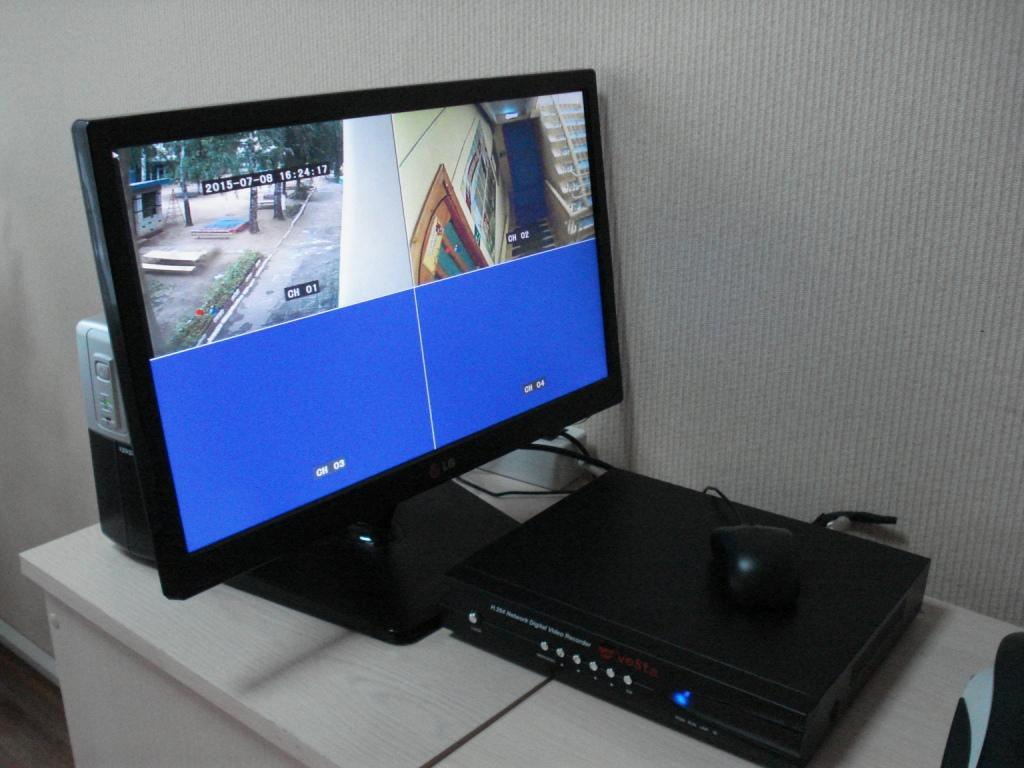 2015-07-08 16:24:17
CH 01
CH 02
CH 03
CH 04
LG
H.264 Network Digital Video Recorder
vesta